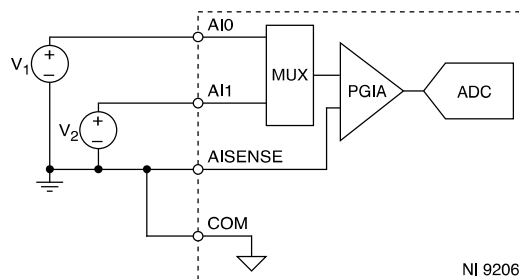 AI0
V1
+
−
MUX
AI1
PGIA
ADC
V2
+
−
AISENSE
COM
NI 9206